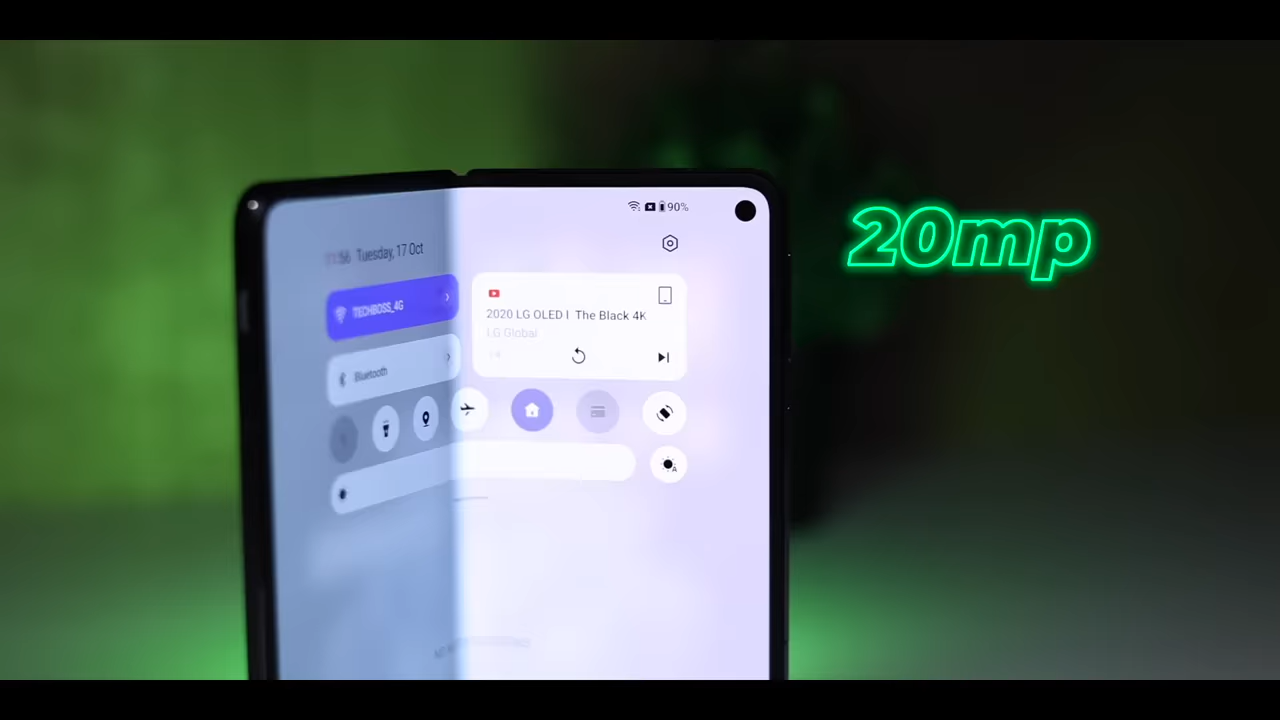 90%
Tuesday, 17 Oct
20mp
TECHBOSS_4G
2020 LG OLED l The Black 4K
LG Global
Bluetooth
A